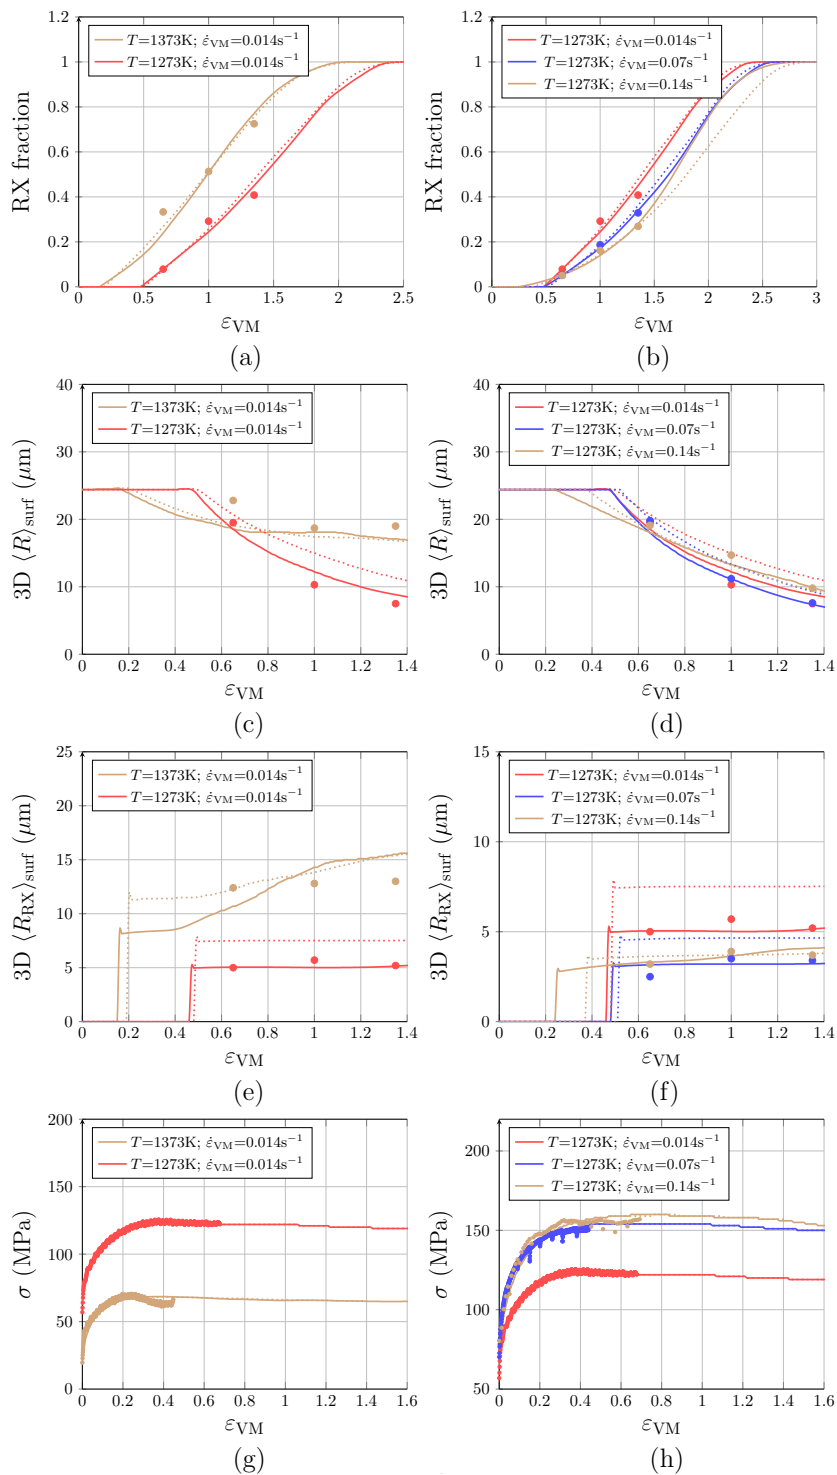 1.2
1
0.8
0.6
0.4
0.2
0
RX fraction
T=1373K; ε̇VM=0.014s⁻¹
T=1273K; ε̇VM=0.014s⁻¹
0 0.5 1 1.5 2 2.5
εVM
(a)
1.2
1
0.8
0.6
0.4
0.2
0
RX fraction
T=1273K; ε̇VM=0.014s⁻¹
T=1273K; ε̇VM=0.07s⁻¹
T=1273K; ε̇VM=0.14s⁻¹
0 0.5 1 1.5 2 2.5 3
εVM
(b)
40
30
20
10
0
3D ⟨R⟩surf (μm)
T=1373K; ε̇VM=0.014s⁻¹
T=1273K; ε̇VM=0.014s⁻¹
0 0.2 0.4 0.6 0.8 1 1.2 1.4
εVM
(c)
40
30
20
10
0
3D ⟨R⟩surf (μm)
T=1273K; ε̇VM=0.014s⁻¹
T=1273K; ε̇VM=0.07s⁻¹
T=1273K; ε̇VM=0.14s⁻¹
0 0.2 0.4 0.6 0.8 1 1.2 1.4
εVM
(d)
25
20
15
10
5
0
3D ⟨RRX⟩surf (μm)
T=1373K; ε̇VM=0.014s⁻¹
T=1273K; ε̇VM=0.014s⁻¹
0 0.2 0.4 0.6 0.8 1 1.2 1.4
εVM
(e)
15
10
5
0
3D ⟨RRX⟩surf (μm)
T=1273K; ε̇VM=0.014s⁻¹
T=1273K; ε̇VM=0.07s⁻¹
T=1273K; ε̇VM=0.14s⁻¹
0 0.2 0.4 0.6 0.8 1 1.2 1.4
εVM
(f)
200
150
100
50
0
σ (MPa)
T=1373K; ε̇VM=0.014s⁻¹
T=1273K; ε̇VM=0.014s⁻¹
0 0.2 0.4 0.6 0.8 1 1.2 1.4 1.6
εVM
(g)
200
150
100
50
σ (MPa)
T=1273K; ε̇VM=0.014s⁻¹
T=1273K; ε̇VM=0.07s⁻¹
T=1273K; ε̇VM=0.14s⁻¹
0 0.2 0.4 0.6 0.8 1 1.2 1.4 1.6
εVM
(h)